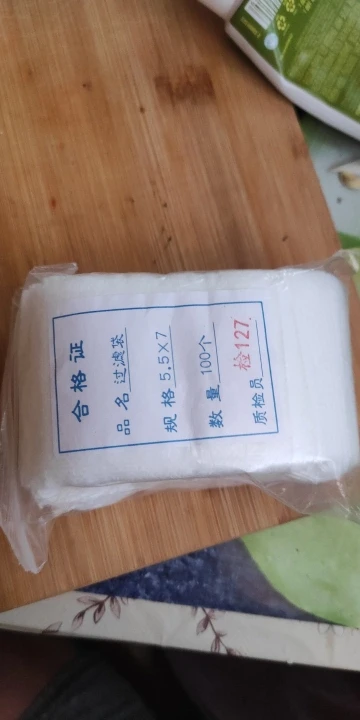 合格证
品名 过滤袋
规格 5.5×7
数量 100个
质检员 检127